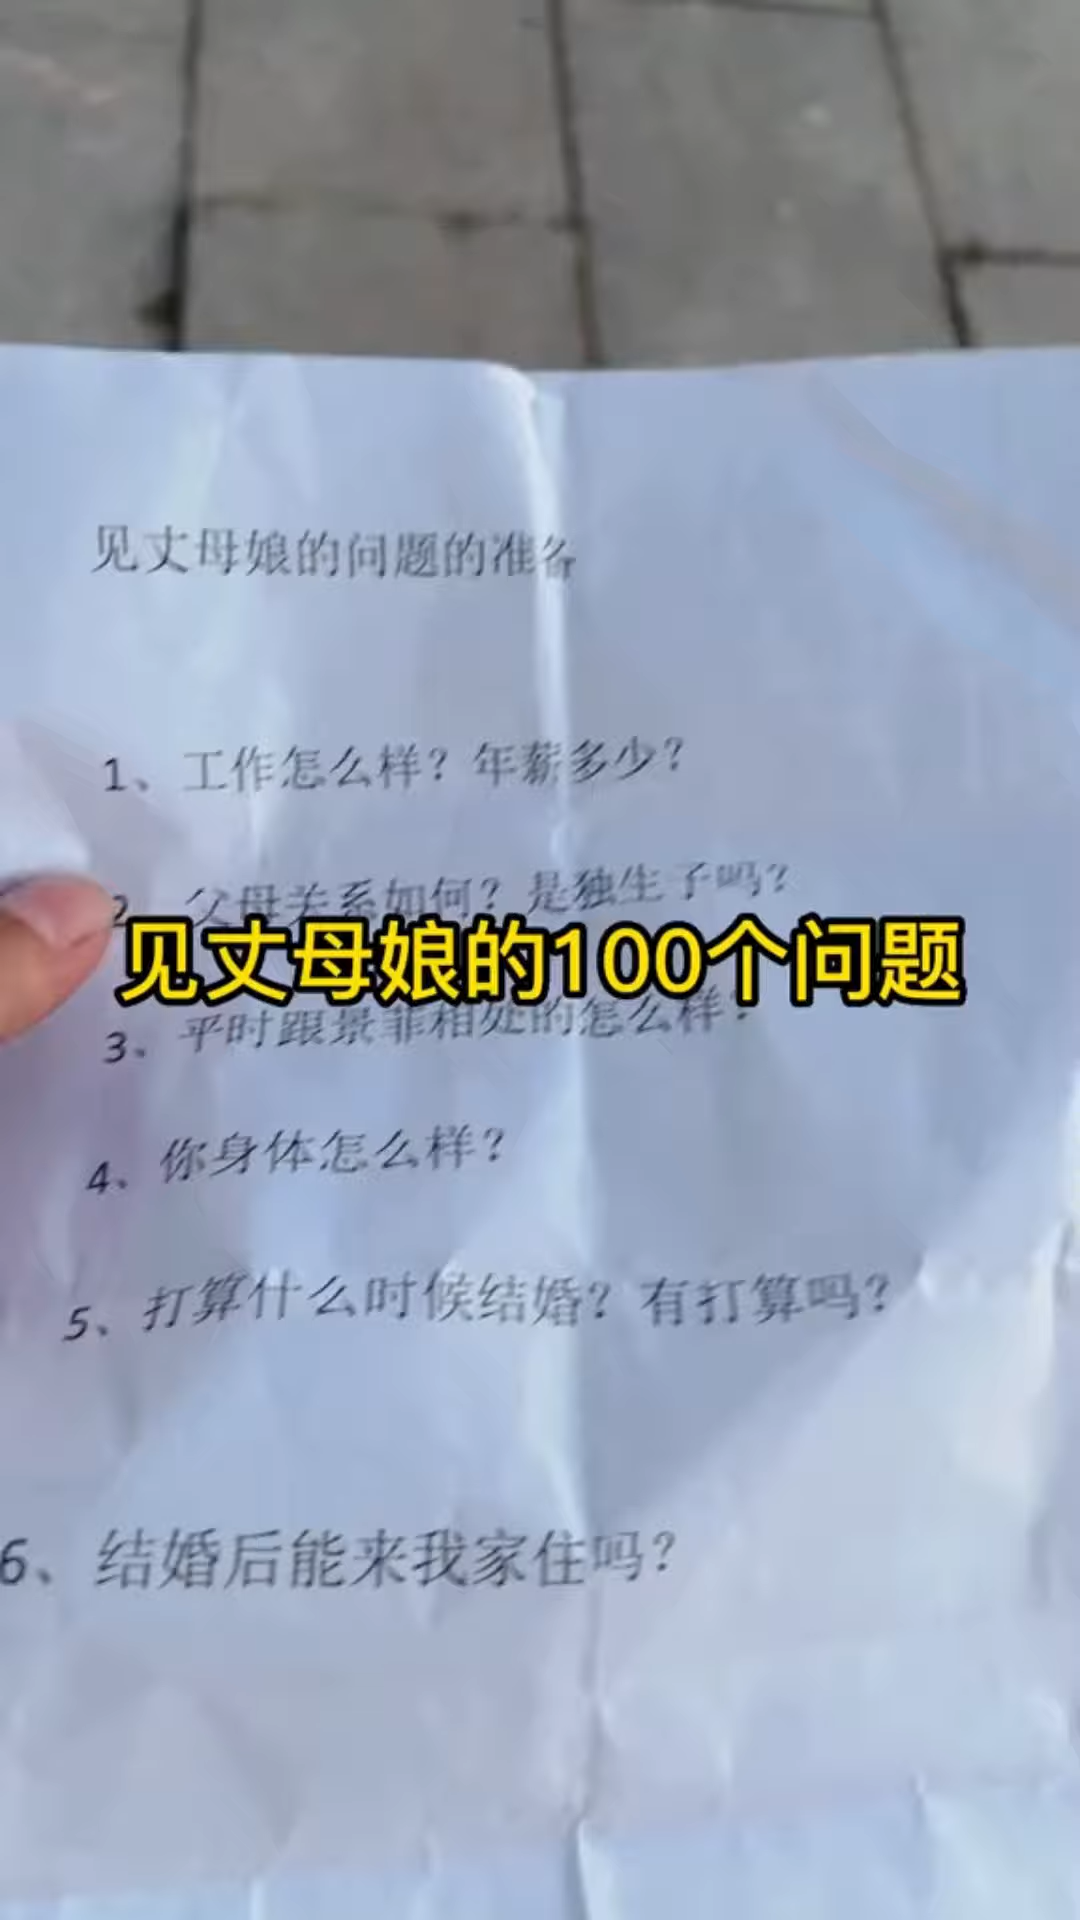 见丈母娘的问题的准备
1、工作怎么样？年薪多少？
2、父母关系如何？是独生子吗？
见丈母娘的100个问题
3、平时跟景菲相处的怎么样？
4、你身体怎么样？
5、打算什么时候结婚？有打算吗？
6、结婚后能来我家住吗？